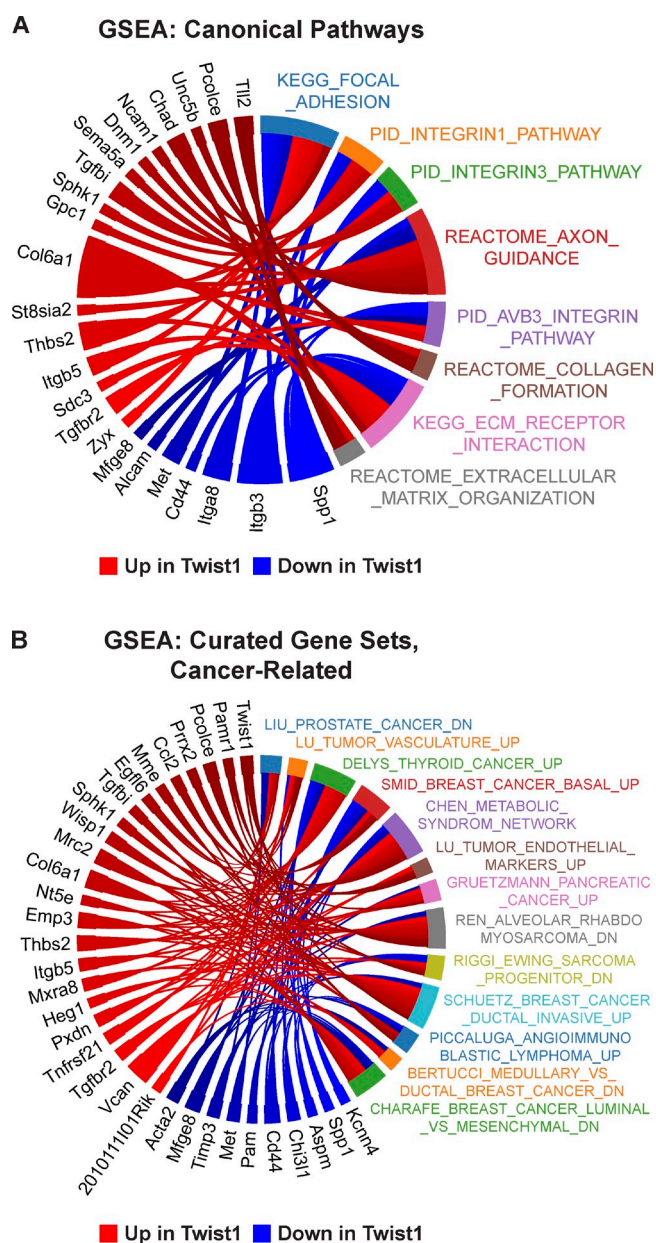 A
GSEA: Canonical Pathways
Tll2
Pcolce
Unc5b
Chad
Ncam1
Dnm1
Sema5a
Tgfbi
Sphk1
Gpc1
Col6a1
St8sia2
Thbs2
Itgb5
Sdc3
Tgfbr2
Zyx
Mfge8
Alcam
Met
Cd44
Itga8
Itgb3
Spp1
KEGG_FOCAL
_ADHESION
PID_INTEGRIN1_PATHWAY
PID_INTEGRIN3_PATHWAY
REACTOME_AXON_
GUIDANCE
PID_AVB3_INTEGRIN
_PATHWAY
REACTOME_COLLAGEN
_FORMATION
KEGG_ECM_RECEPTOR
_INTERACTION
REACTOME_EXTRACELLULAR
_MATRIX_ORGANIZATION
Up in Twist1
Down in Twist1
B
GSEA: Curated Gene Sets,
Cancer-Related
Twist1
Pamr1
Pcolce
Prrx2
Ccl2
Mme
Egfl6
Tgfbi
Sphk1
Wisp1
Mrc2
Col6a1
Nt5e
Emp3
Thbs2
Itgb5
Mxra8
Heg1
Pxdn
Tnfrsf21
Tgfbr2
Vcan
2010111I01Rik
Acta2
Mfge8
Timp3
Met
Pam
Cd44
Chi3l1
Aspm
Spp1
Kcnn4
LIU_PROSTATE_CANCER_DN
LU_TUMOR_VASCULATURE_UP
DELYS_THYROID_CANCER_UP
SMID_BREAST_CANCER_BASAL_UP
CHEN_METABOLIC_
SYNDROM_NETWORK
LU_TUMOR_ENDOTHELIAL_
MARKERS_UP
GRUETZMANN_PANCREATIC
_CANCER_UP
REN_ALVEOLAR_RHABDO
MYOSARCOMA_DN
RIGGI_EWING_SARCOMA
_PROGENITOR_DN
SCHUETZ_BREAST_CANCER
_DUCTAL_INVASIVE_UP
PICCALUGA_ANGIOIMMUNO
BLASTIC_LYMPHOMA_UP
BERTUCCI_MEDULLARY_VS_
DUCTAL_BREAST_CANCER_DN
CHARAFE_BREAST_CANCER_LUMINAL
_VS_MESENCHYMAL_DN
Up in Twist1
Down in Twist1